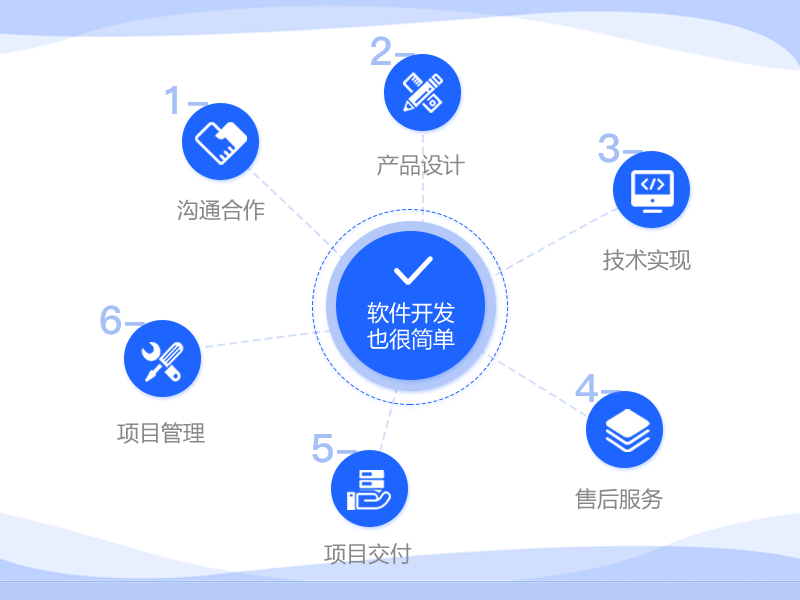 1
沟通合作
2
产品设计
3
技术实现
软件开发
也很简单
4
售后服务
5
项目交付
6
项目管理